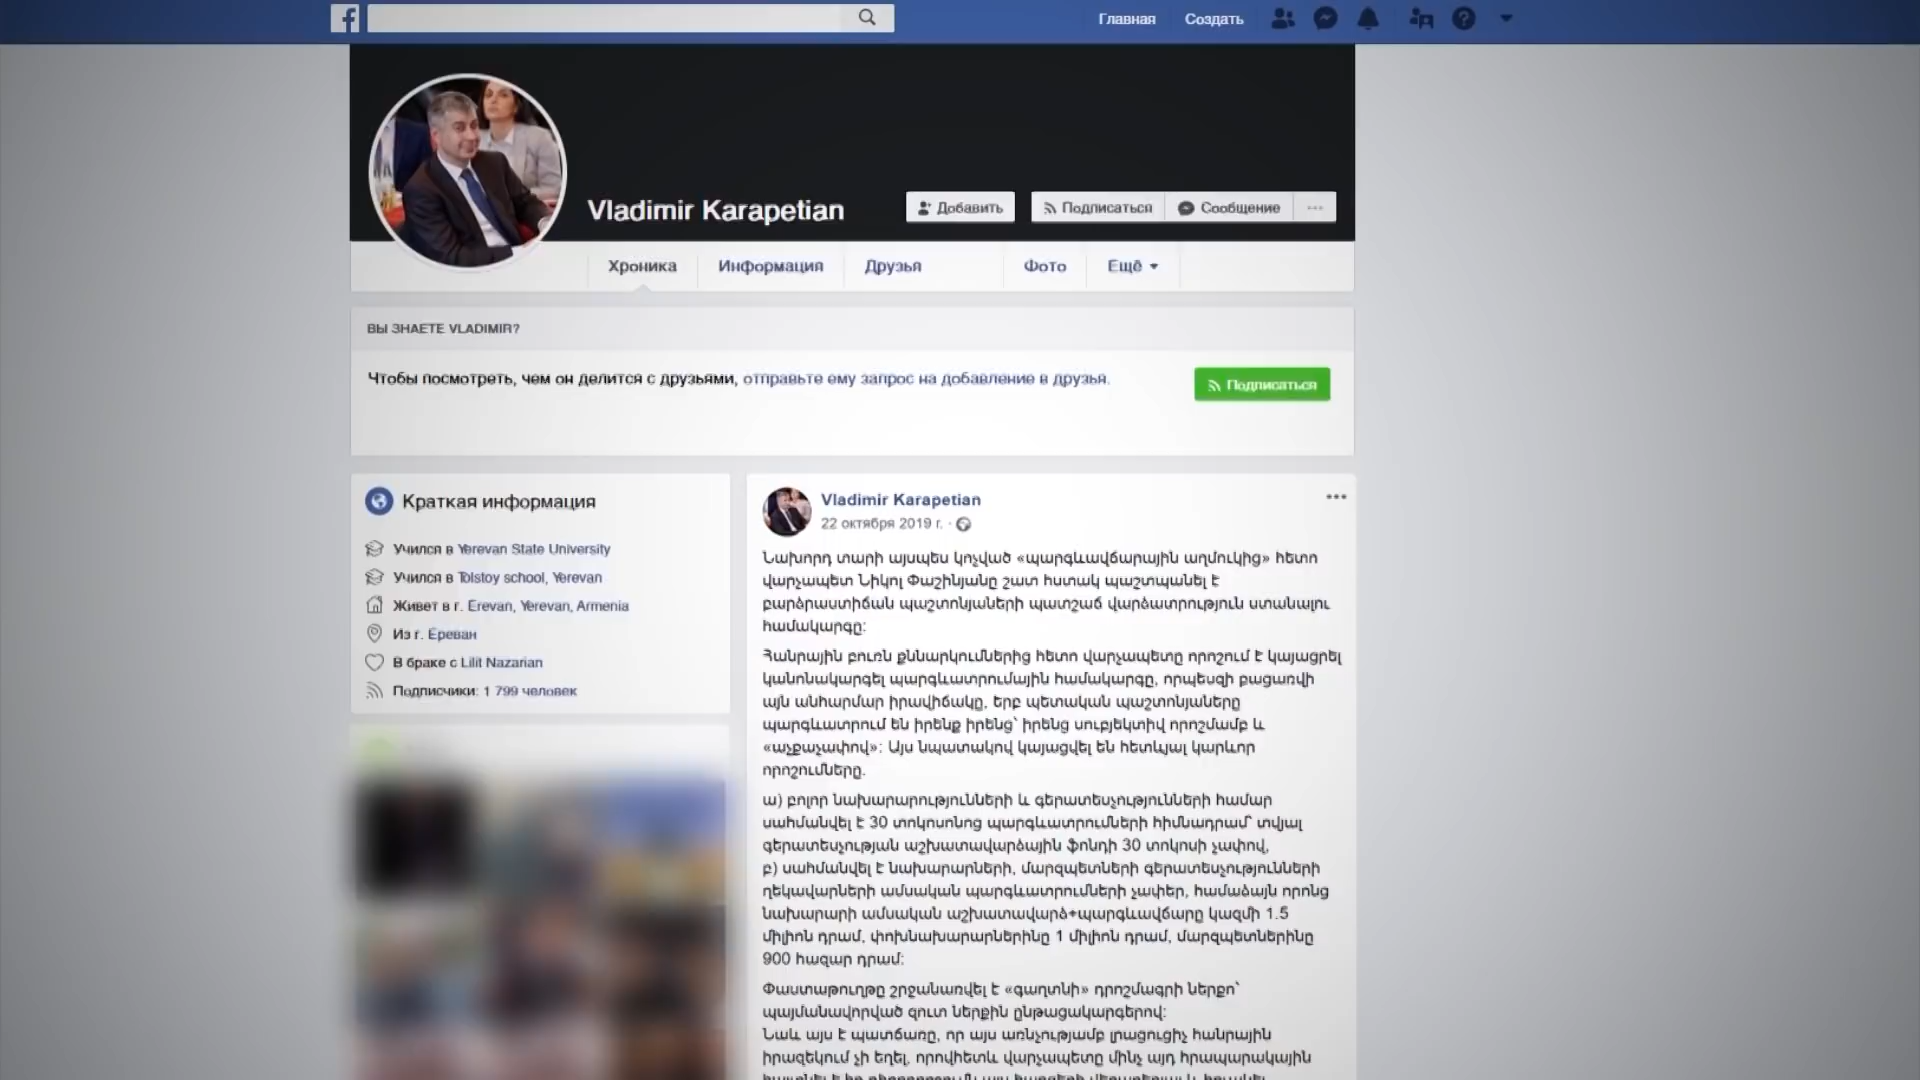 f
Главная
Создать
Vladimir Karapetian
Добавить
Подписаться
Сообщение
Хроника
Информация
Друзья
Фото
Ещё
ВЫ ЗНАЕТЕ VLADIMIR?
Чтобы посмотреть, чем он делится с друзьями, отправьте ему запрос на добавление в друзья.
Подписаться
Краткая информация
Учился в Yerevan State University
Учился в Tolstoy school, Yerevan
Живет в г. Erevan, Yerevan, Armenia
Из г. Ереван
В браке с Lilit Nazarian
Подписчики: 1 799 человек
Vladimir Karapetian
22 октября 2019 г.
Նախորդ տարի այսպես կոչված «պարգևավճարային աղմուկից» հետո
վարչապետ Նիկոլ Փաշինյանը շատ հստակ պաշտպանել է
բարձրաստիճան պաշտոնյաների պատշաճ վարձատրություն ստանալու
համակարգը:
Հանրային բուռն քննարկումներից հետո վարչապետը որոշում է կայացրել
կանոնակարգել պարգևատրումային համակարգը, որպեսզի բացառվի
այն անհարմար իրավիճակը, երբ պետական պաշտոնյաները
պարգևատրում են իրենք իրենց՝ իրենց սուբյեկտիվ որոշմամբ և
«աչքաչափով»: Այս նպատակով կայացվել են հետևյալ կարևոր
որոշումները.
ա) բոլոր նախարարությունների և գերատեսչությունների համար
սահմանվել է 30 տոկոսոնոց պարգևատրումների հիմնադրամ՝ տվյալ
գերատեսչության աշխատավարձային ֆոնդի 30 տոկոսի չափով,
բ) սահմանվել է նախարարների, մարզպետների գերատեսչությունների
ղեկավարների ամսական պարգևատրումների չափեր, համաձայն որոնց
նախարարի ամսական աշխատավարձ+պարգևավճարը կազմի 1.5
միլիոն դրամ, փոխնախարարներինը 1 միլիոն դրամ, մարզպետներինը
900 հազար դրամ:
Փաստաթուղթը շրջանառվել է «գաղտնի» դրոշմագրի ներքո՝
պայմանավորված զուտ ներքին ընթացակարգերով:
Նաև այս է պատճառը, որ այս առնչությամբ լրացուցիչ հանրային
իրազեկում չի եղել, որովհետև վարչապետը մինչ այդ հրապարակային